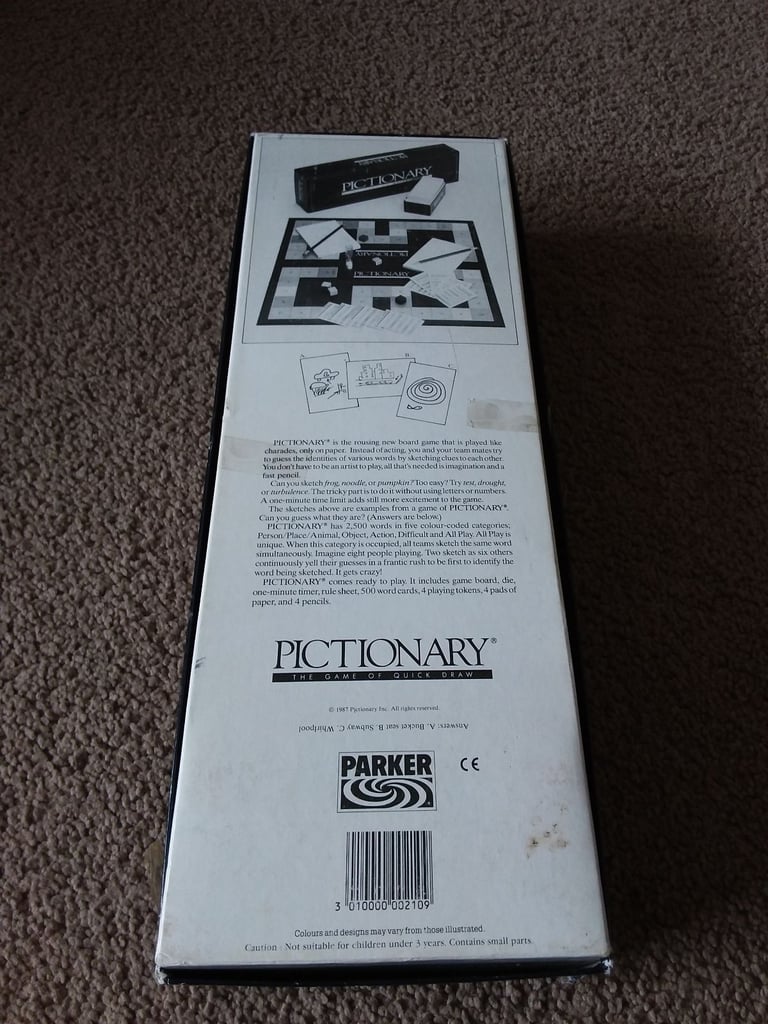 PICTIONARY
PICTIONARY
PICTIONARY
A.
B.
C.
PICTIONARY® is the rousing new board game that is played like
charades, only on paper. Instead of acting, you and your team mates try
to guess the identities of various words by sketching clues to each other.
You don't have to be an artist to play, all that's needed is imagination and a
fast pencil.
Can you sketch frog, noodle, or pumpkin? Too easy? Try test, drought,
or turbulence. The tricky part is to do it without using letters or numbers.
A one-minute time limit adds still more excitement to the game.
The sketches above are examples from a game of PICTIONARY®.
Can you guess what they are? (Answers are below.)
PICTIONARY® has 2,500 words in five colour-coded categories;
Person/Place/Animal, Object, Action, Difficult and All Play. All Play is
unique. When this category is occupied, all teams sketch the same word
simultaneously. Imagine eight people playing. Two sketch as six others
continuously yell their guesses in a frantic rush to be first to identify the
word being sketched. It gets crazy!
PICTIONARY® comes ready to play. It includes game board, die,
one-minute timer, rule sheet, 500 word cards, 4 playing tokens, 4 pads of
paper, and 4 pencils.
PICTIONARY®
THE GAME OF QUICK DRAW
© 1987 Pictionary Inc. All rights reserved.
Answers: A. Bucket seat B. Subway C. Whirlpool
PARKER
CE
3 010000 002109
Colours and designs may vary from those illustrated.
Caution : Not suitable for children under 3 years. Contains small parts.